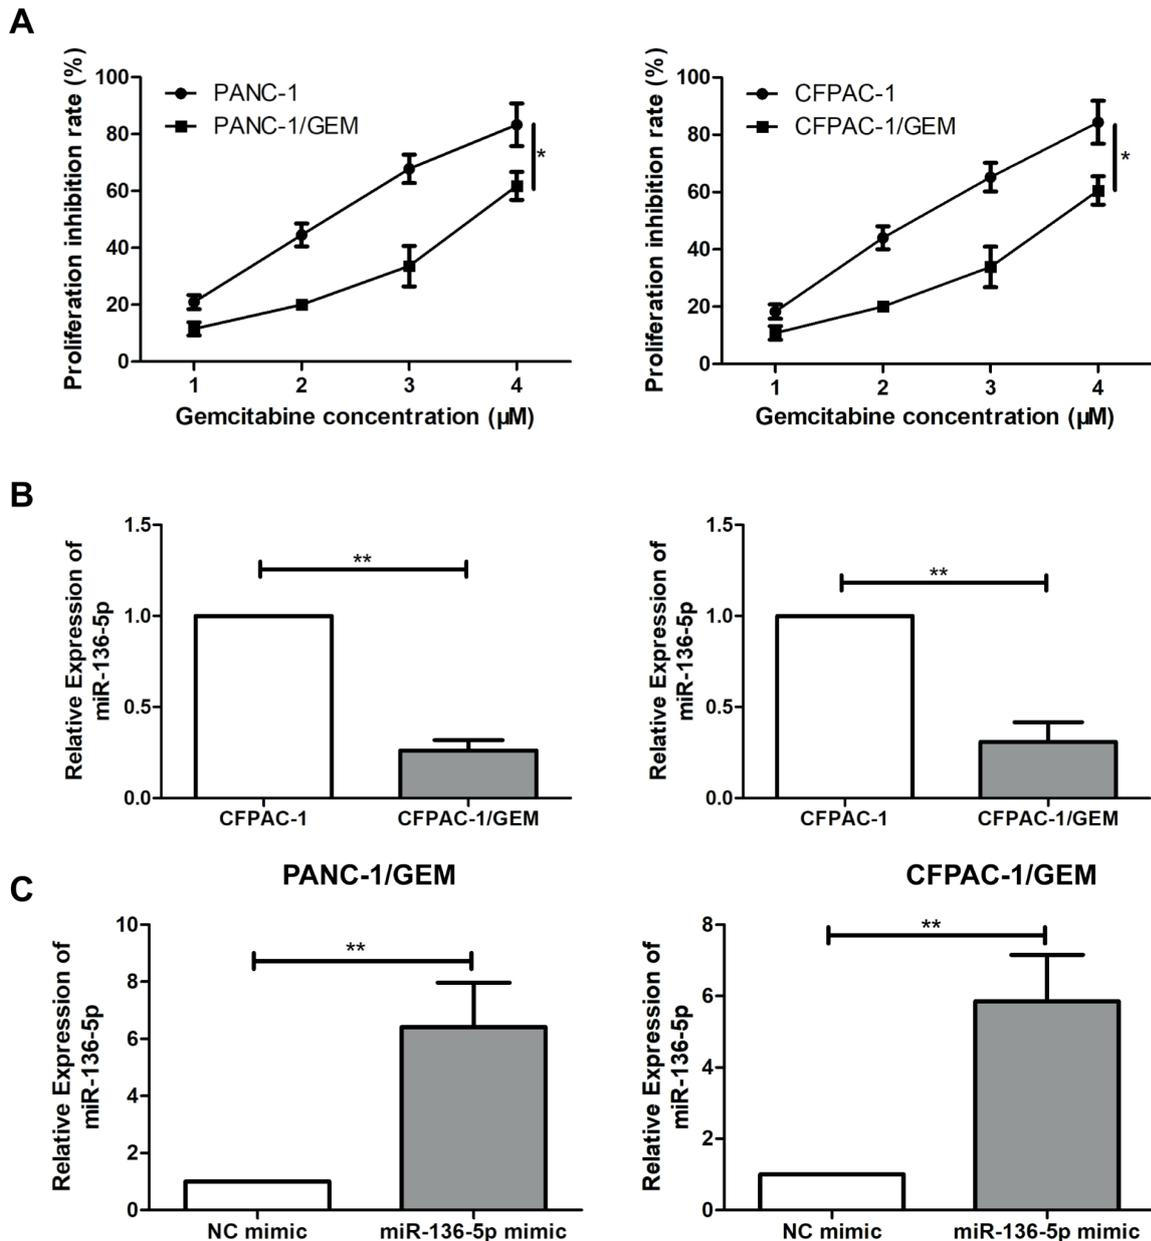 A
Proliferation inhibition rate (%)
100
80
60
40
20
0
PANC-1
PANC-1/GEM
*
1 2 3 4
Gemcitabine concentration (µM)
Proliferation inhibition rate (%)
100
80
60
40
20
0
CFPAC-1
CFPAC-1/GEM
*
1 2 3 4
Gemcitabine concentration (µM)
B
Relative Expression of
miR-136-5p
1.5
1.0
0.5
0.0
**
CFPAC-1 CFPAC-1/GEM
Relative Expression of
miR-136-5p
1.5
1.0
0.5
0.0
**
CFPAC-1 CFPAC-1/GEM
C
PANC-1/GEM
Relative Expression of
miR-136-5p
10
8
6
4
2
0
**
NC mimic miR-136-5p mimic
CFPAC-1/GEM
Relative Expression of
miR-136-5p
8
6
4
2
0
**
NC mimic miR-136-5p mimic